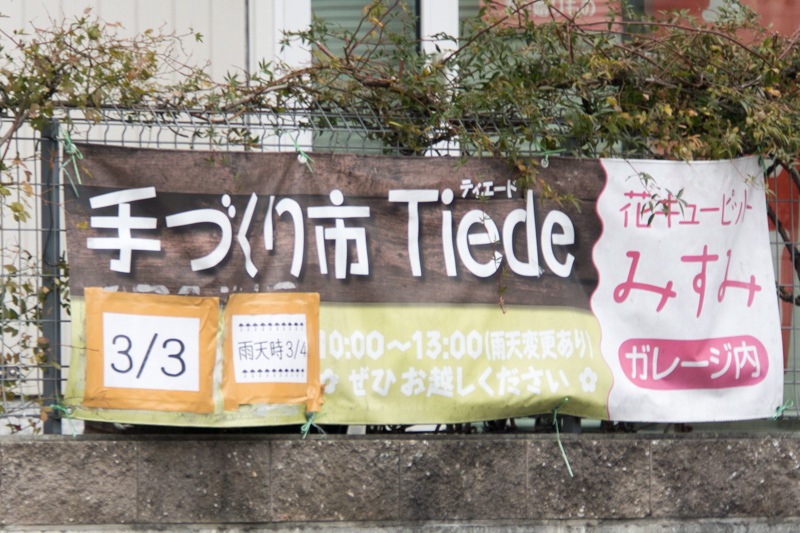 ティエード
手づくり市 Tiede
3/3
雨天時3/4
10:00～13:00(雨天変更あり)
ぜひお越しください
花キューピット
みすみ
ガレージ内